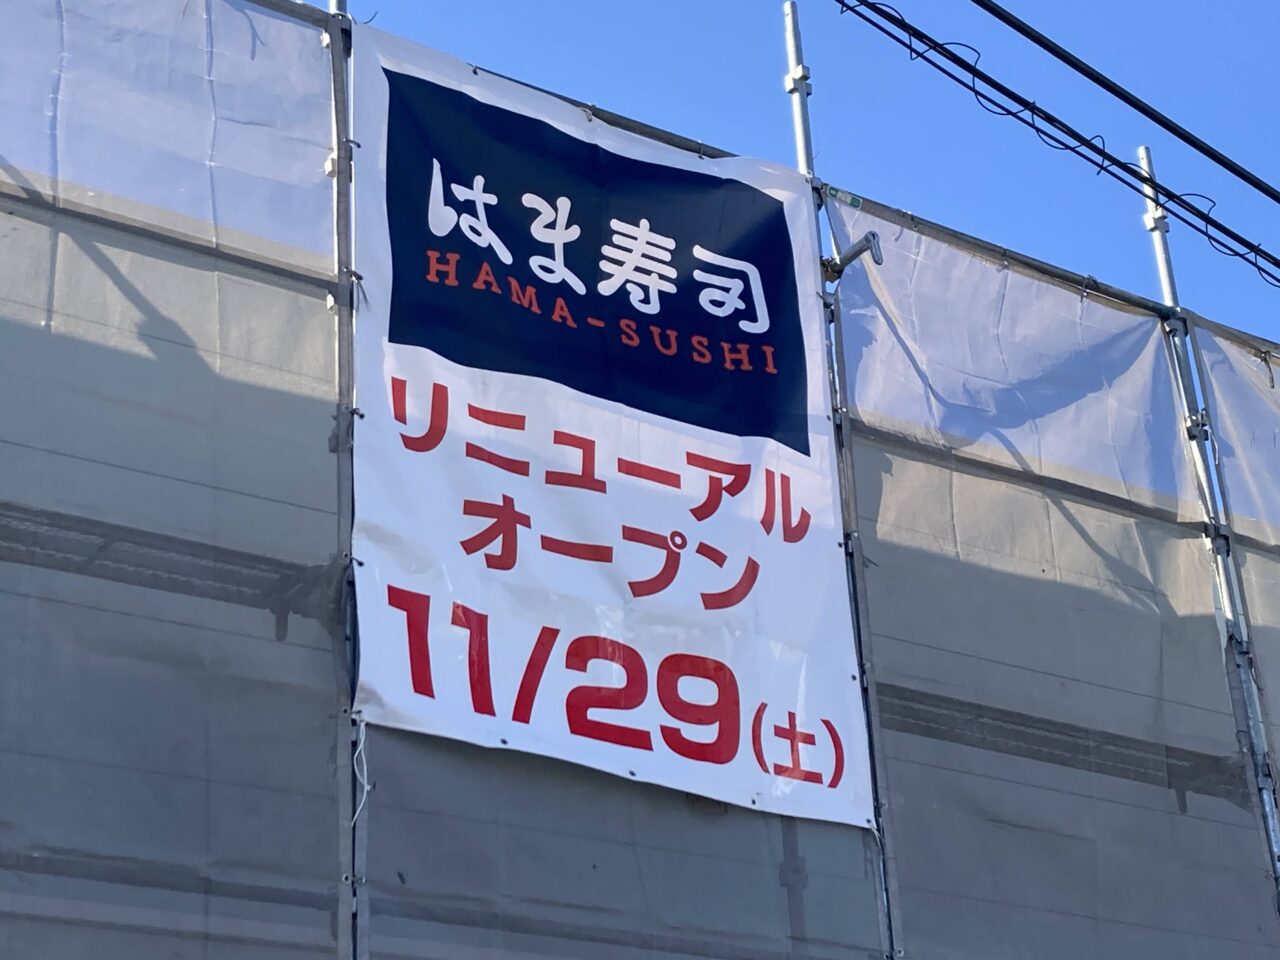 はま寿司
HAMA-SUSHI
リニューアル
オープン
11/29(土)